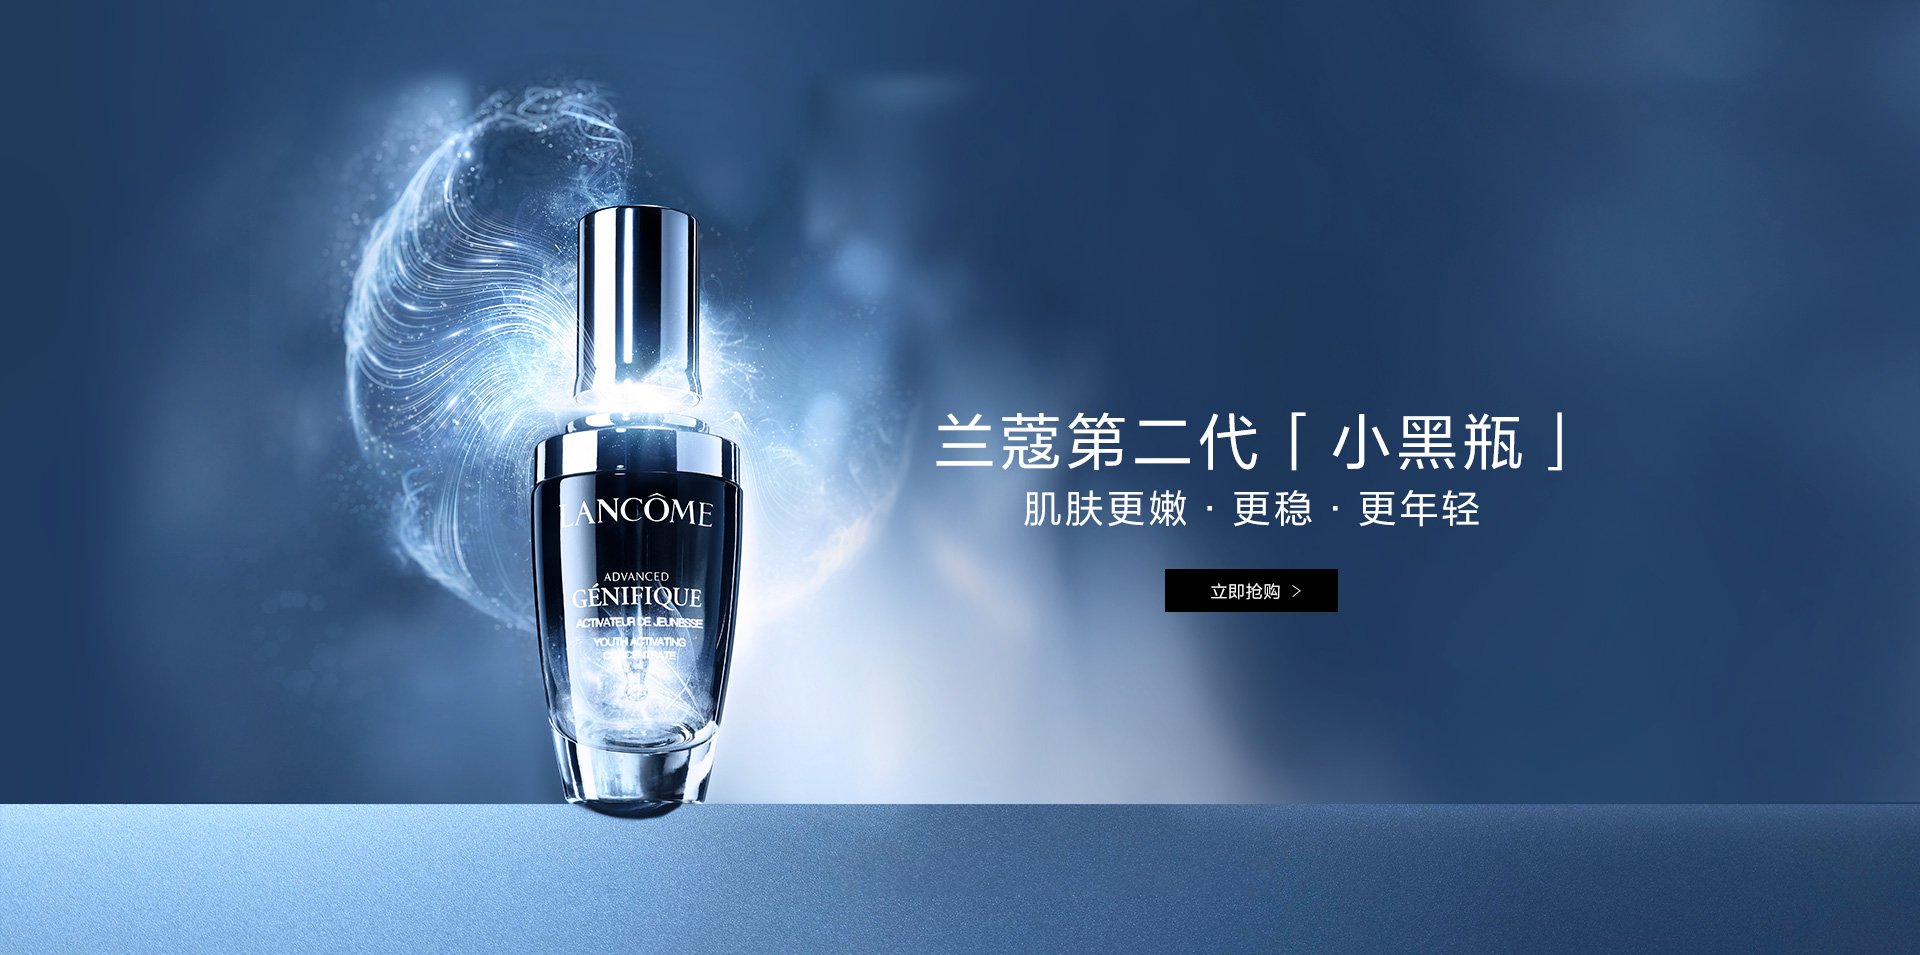 LANCÔME
ADVANCED
GÉNIFIQUE
ACTIVATEUR DE JEUNESSE
YOUTH ACTIVATING
CONCENTRATE
兰蔻第二代「小黑瓶」
肌肤更嫩·更稳·更年轻
立即抢购 >